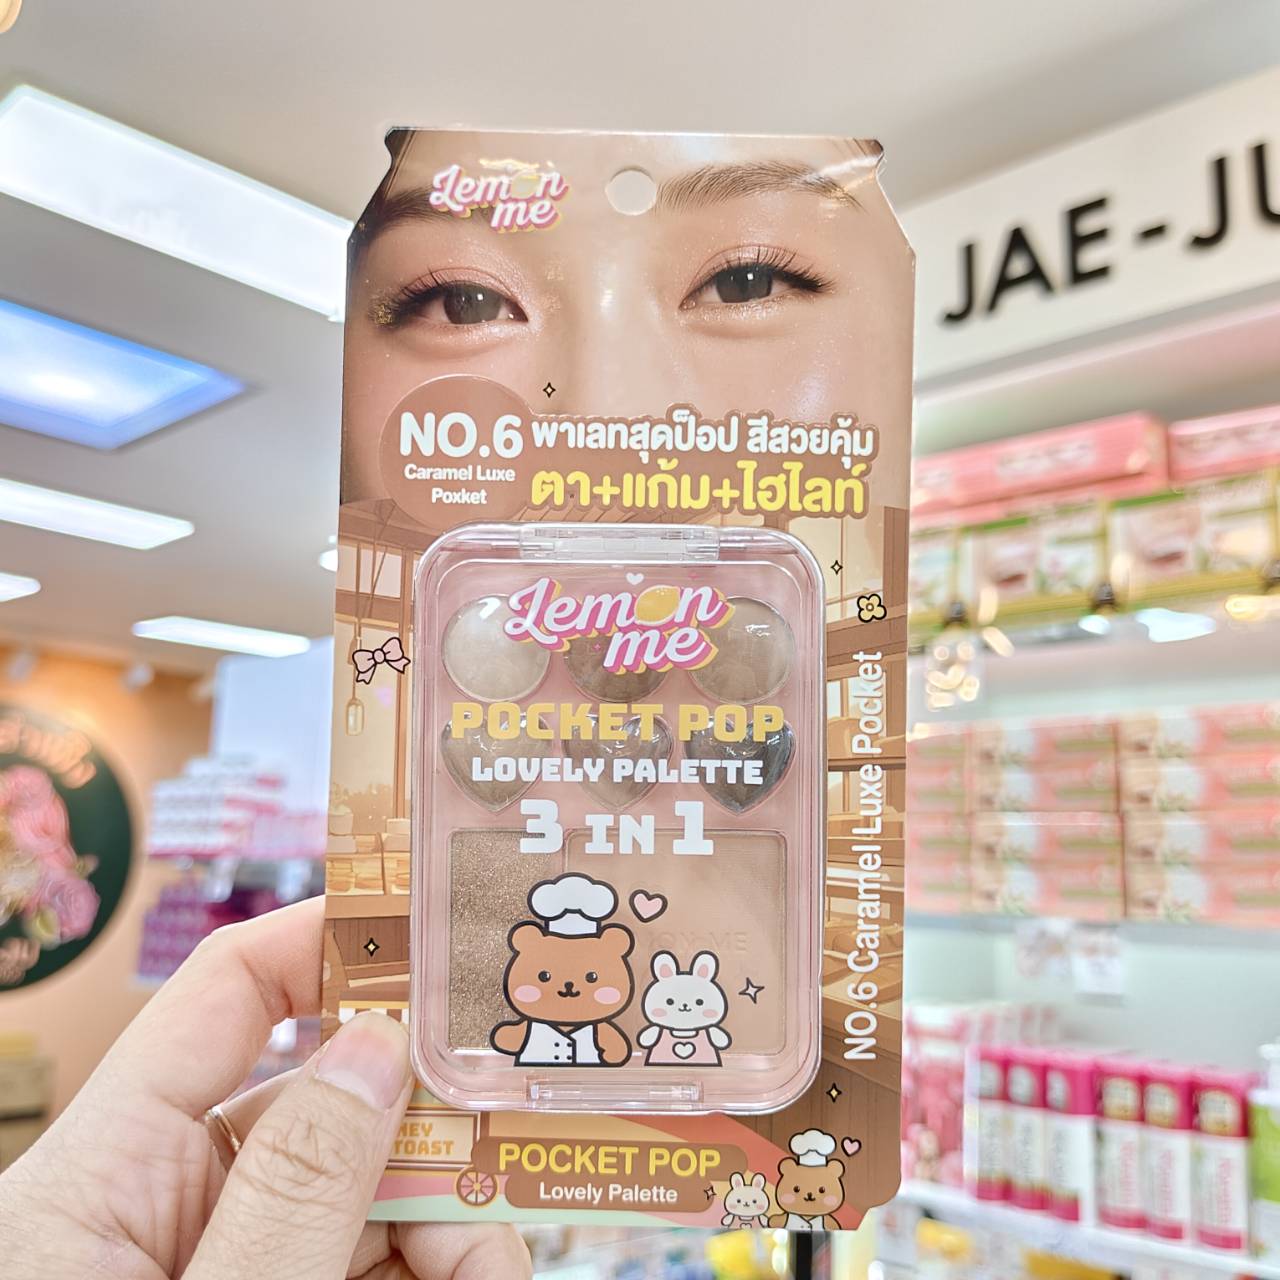 Lemon
me
JAE-JU
NO.6
Caramel Luxe
Poxket
พาเลทสุดป็อป สีสวยคุ้ม
ตา+แก้ม+ไฮไลท์
Lemon
me
POCKET POP
LOVELY PALETTE
3 IN 1
NO.6 Caramel Luxe Pocket
TOAST
POCKET POP
Lovely Palette